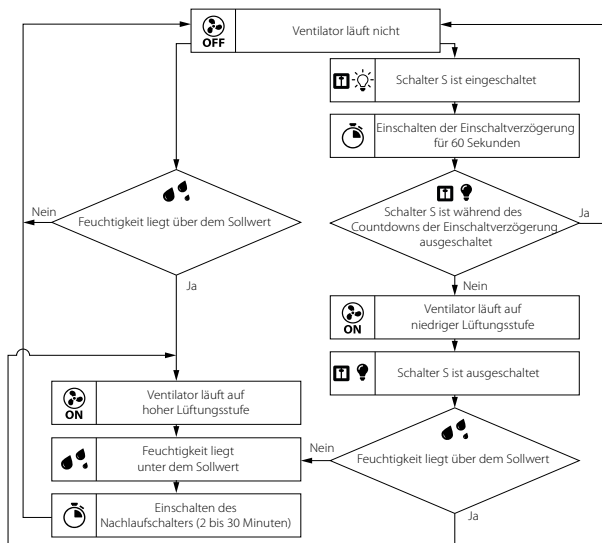 Ventilator läuft nicht
OFF
Schalter S ist eingeschaltet
Einschalten der Einschaltverzögerung
für 60 Sekunden
Nein
Feuchtigkeit liegt über dem Sollwert
Ja
Schalter S ist während des
Countdowns der Einschaltverzögerung
ausgeschaltet
Ja
Nein
Ventilator läuft auf
niedriger Lüftungsstufe
ON
Schalter S ist ausgeschaltet
Ventilator läuft auf
hoher Lüftungsstufe
ON
Feuchtigkeit liegt
unter dem Sollwert
Nein
Feuchtigkeit liegt über dem Sollwert
Ja
Einschalten des
Nachlaufschalters (2 bis 30 Minuten)